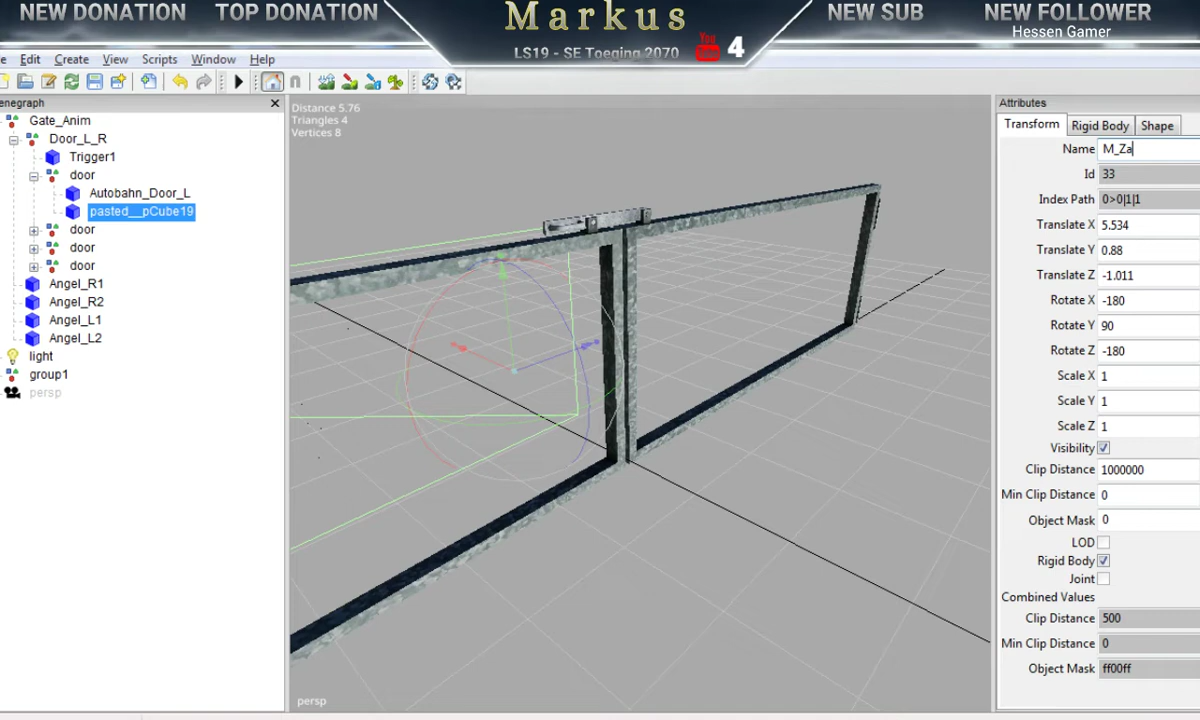 NEW DONATION
TOP DONATION
Markus
NEW SUB
NEW FOLLOWER
Hessen Gamer
LS19 - SE Toeging 2070
You
4
Edit Create View Scripts Window Help
enegraph
Gate_Anim
Door_L_R
Trigger1
door
Autobahn_Door_L
pasted__pCube19
door
door
door
Angel_R1
Angel_R2
Angel_L1
Angel_L2
light
group1
persp
Distance 5.76
Triangles 4
Vertices 8
persp
Attributes
Transform Rigid Body Shape
Name M_Za
Id 33
Index Path 0>0|1|1
Translate X 5.534
Translate Y 0.88
Translate Z -1.011
Rotate X -180
Rotate Y 90
Rotate Z -180
Scale X 1
Scale Y 1
Scale Z 1
Visibility
Clip Distance 1000000
Min Clip Distance 0
Object Mask 0
LOD
Rigid Body
Joint
Combined Values
Clip Distance 500
Min Clip Distance 0
Object Mask ff00ff